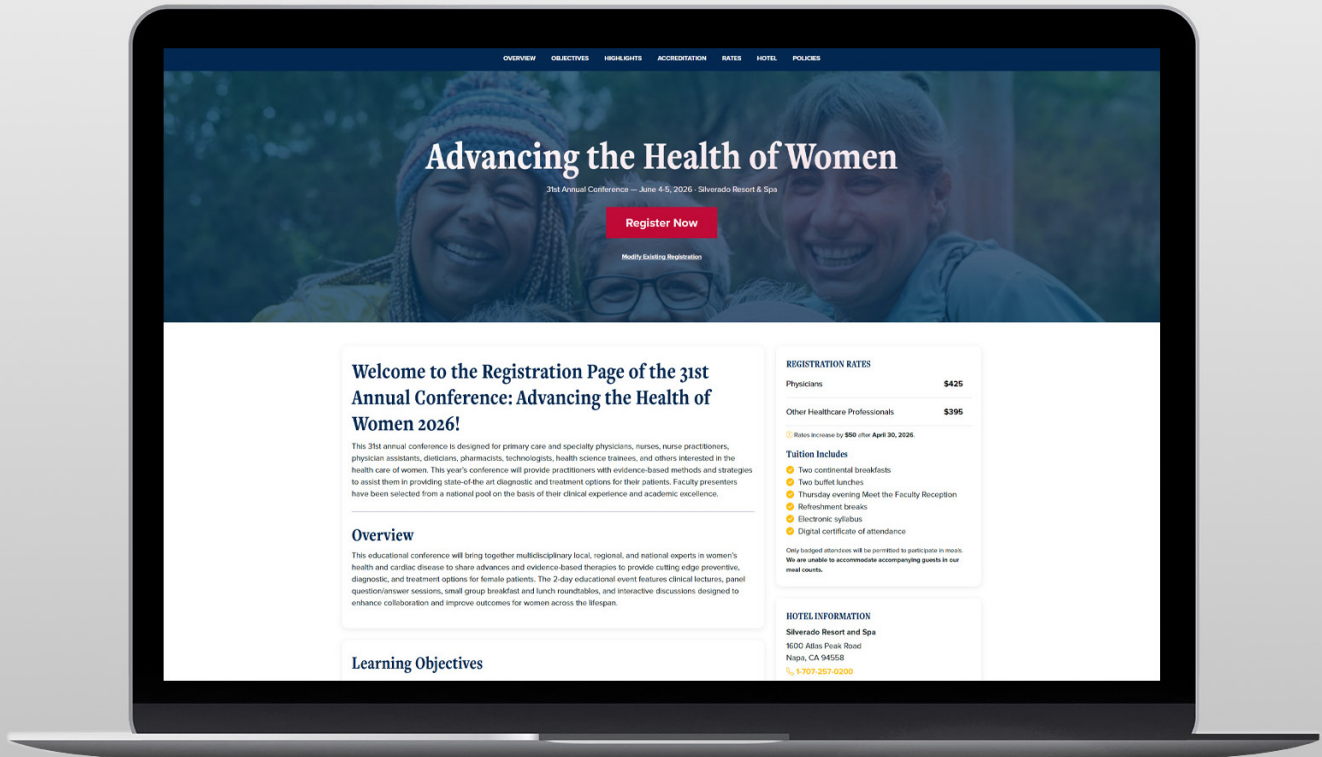 OVERVIEW OBJECTIVES HIGHLIGHTS ACCREDITATION RATES HOTEL POLICIES
Advancing the Health of Women
31st Annual Conference — June 4-5, 2026 · Silverado Resort & Spa
Register Now
Modify Existing Registration
Welcome to the Registration Page of the 31st
Annual Conference: Advancing the Health of
Women 2026!
This 31st annual conference is designed for primary care and specialty physicians, nurses, nurse practitioners,
physician assistants, dieticians, pharmacists, technologists, health science trainees, and others interested in the
health care of women. This year's conference will provide practitioners with evidence-based methods and strategies
to assist them in providing state-of-the art diagnostic and treatment options for their patients. Faculty presenters
have been selected from a national pool on the basis of their clinical experience and academic excellence.
Overview
This educational conference will bring together multidisciplinary local, regional, and national experts in women's
health and cardiac disease to share advances and evidence-based therapies to provide cutting edge preventive,
diagnostic, and treatment options for female patients. The 2-day educational event features clinical lectures, panel
question/answer sessions, small group breakfast and lunch roundtables, and interactive discussions designed to
enhance collaboration and improve outcomes for women across the lifespan.
Learning Objectives
REGISTRATION RATES
Physicians $425
Other Healthcare Professionals $395
Rates increase by $50 after April 30, 2026.
Tuition Includes
Two continental breakfasts
Two buffet lunches
Thursday evening Meet the Faculty Reception
Refreshment breaks
Electronic syllabus
Digital certificate of attendance
Only badged attendees will be permitted to participate in meals.
We are unable to accommodate accompanying guests in our
meal counts.
HOTEL INFORMATION
Silverado Resort and Spa
1600 Atlas Peak Road
Napa, CA 94558
1-707-257-0200